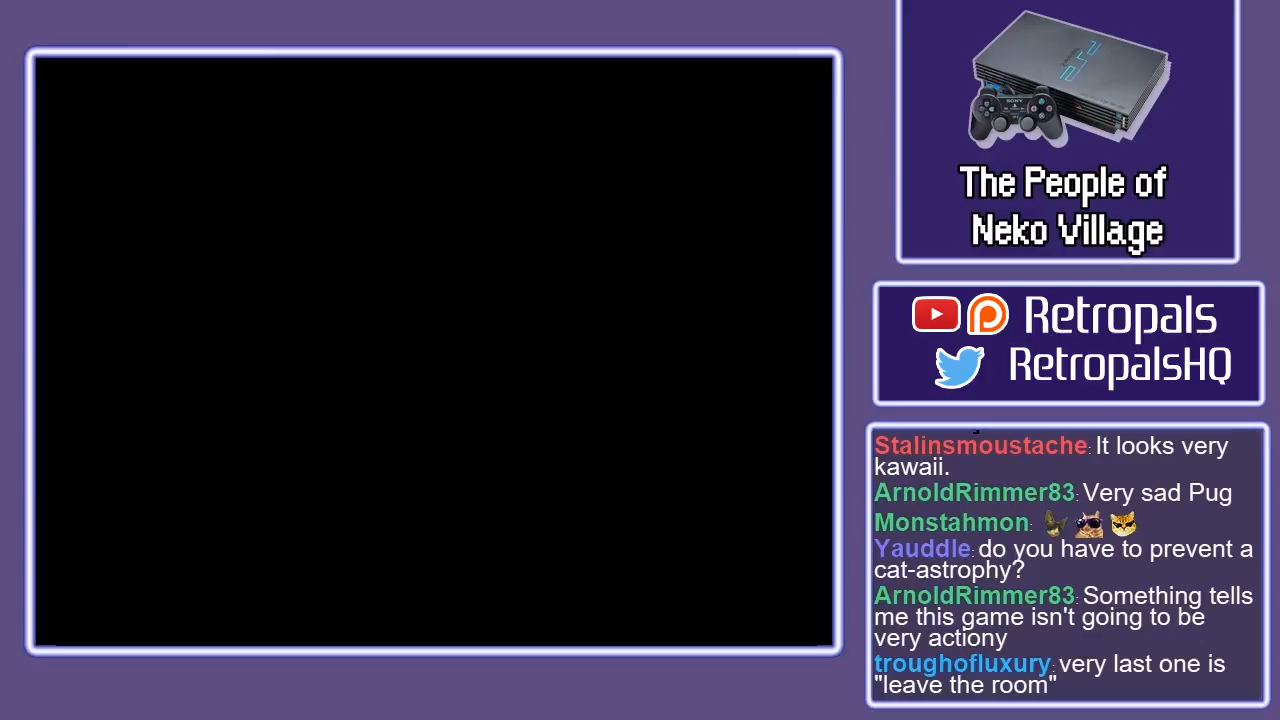 The People of
Neko Village
Retropals
RetropalsHQ
Stalinsmoustache: It looks very
kawaii.
ArnoldRimmer83: Very sad Pug
Monstahmon:
Yauddle: do you have to prevent a
cat-astrophy?
ArnoldRimmer83: Something tells
me this game isn't going to be
very actiony
troughofluxury: very last one is
"leave the room"